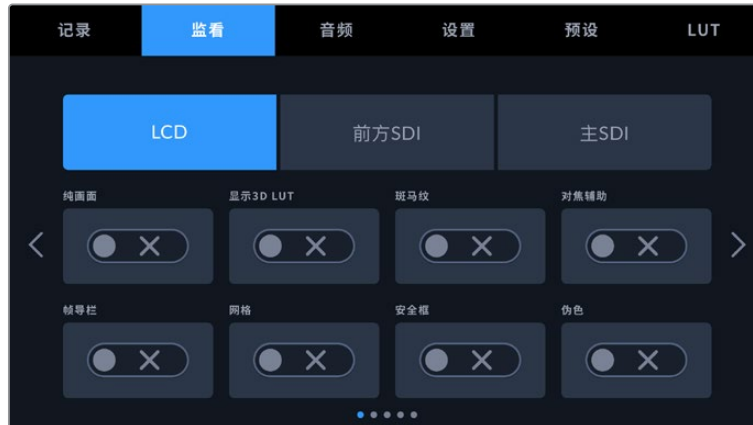 记录 监看 音频 设置 预设 LUT
LCD 前方SDI 主SDI
纯画面 显示3D LUT 斑马纹 对焦辅助
帧导栏 网格 安全框 伪色